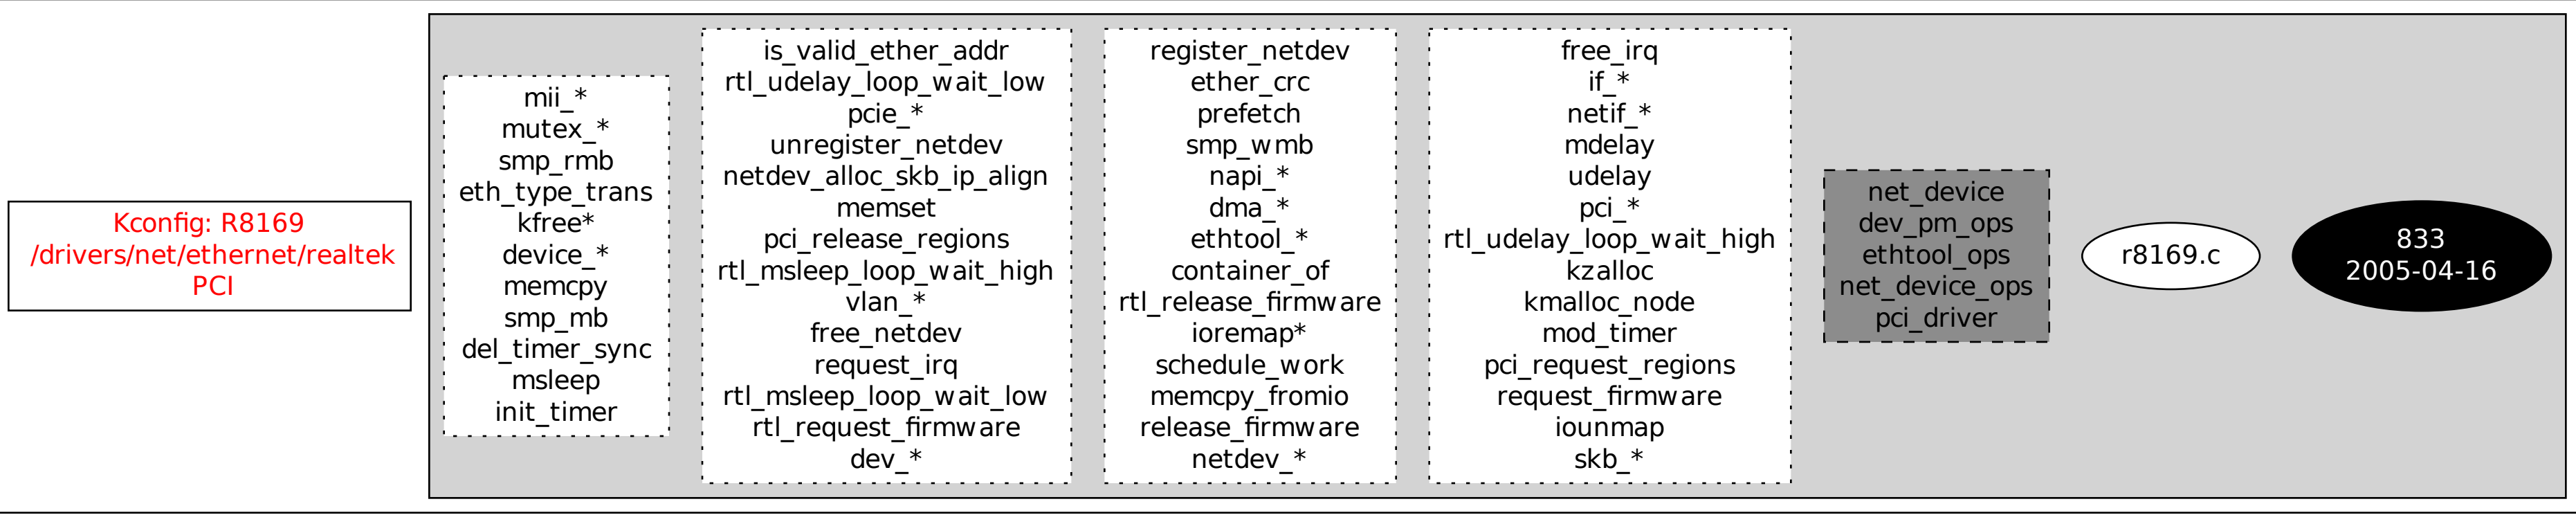 Kconfig: R8169
/drivers/net/ethernet/realtek
PCI
mii_*
mutex_*
smp_rmb
eth_type_trans
kfree*
device_*
memcpy
smp_mb
del_timer_sync
msleep
init_timer
is_valid_ether_addr
rtl_udelay_loop_wait_low
pcie_*
unregister_netdev
netdev_alloc_skb_ip_align
memset
pci_release_regions
rtl_msleep_loop_wait_high
vlan_*
free_netdev
request_irq
rtl_msleep_loop_wait_low
rtl_request_firmware
dev_*
register_netdev
ether_crc
prefetch
smp_wmb
napi_*
dma_*
ethtool_*
container_of
rtl_release_firmware
ioremap*
schedule_work
memcpy_fromio
release_firmware
netdev_*
free_irq
if_*
netif_*
mdelay
udelay
pci_*
rtl_udelay_loop_wait_high
kzalloc
kmalloc_node
mod_timer
pci_request_regions
request_firmware
iounmap
skb_*
net_device
dev_pm_ops
ethtool_ops
net_device_ops
pci_driver
r8169.c
833
2005-04-16